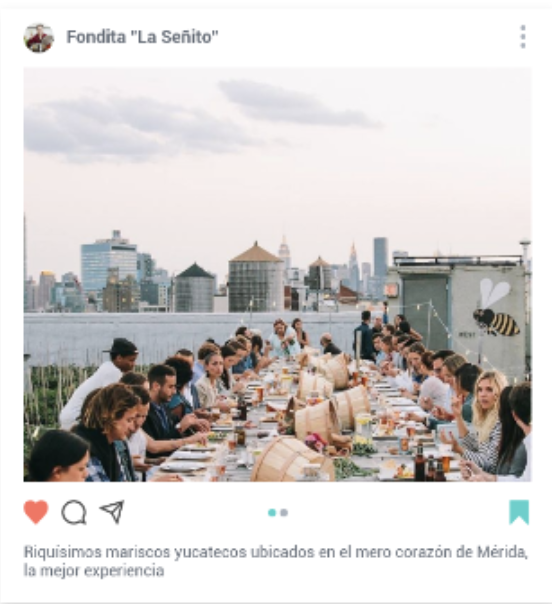 Fondita "La Señito"
Riquísimos mariscos yucatecos ubicados en el mero corazón de Mérida,
la mejor experiencia